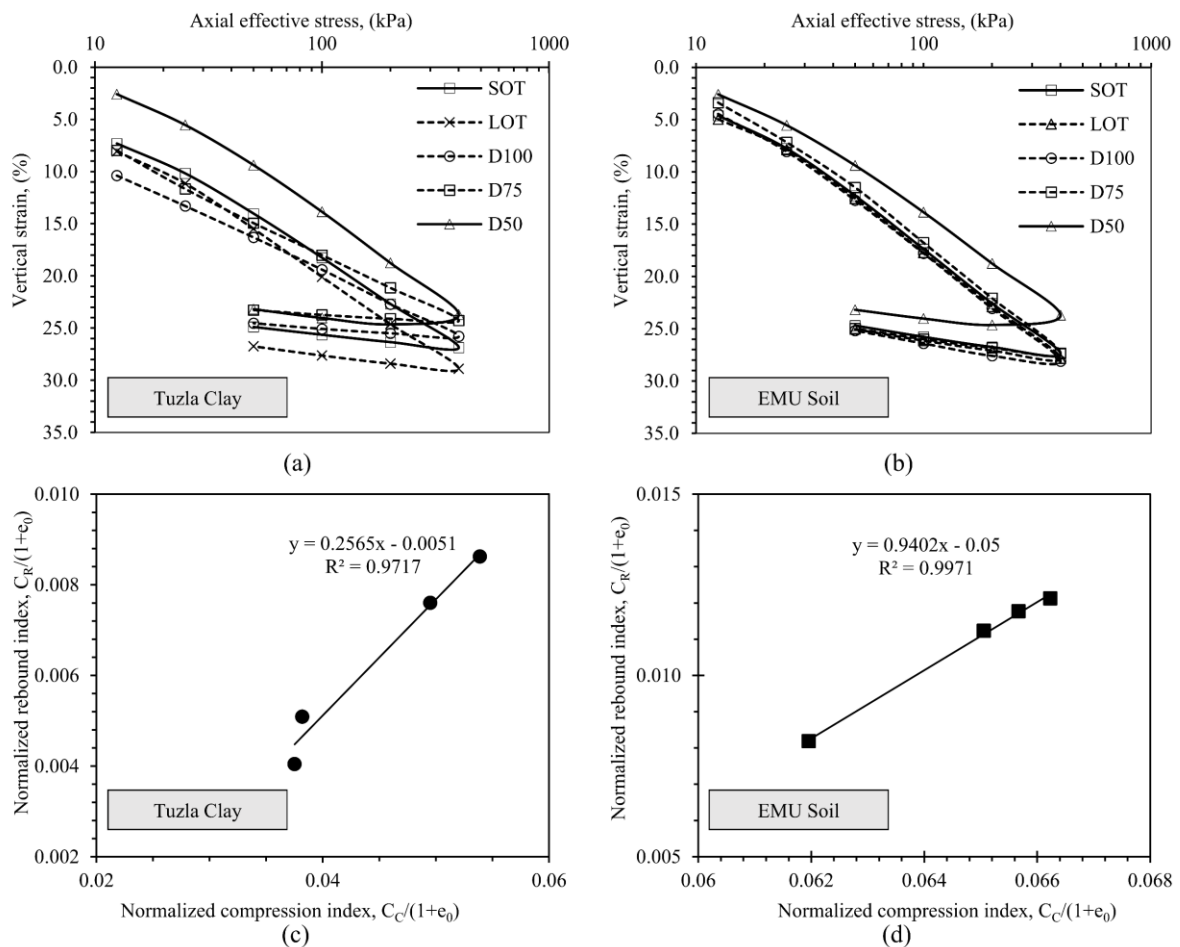 Axial effective stress, (kPa)
10 100 1000
0.0
5.0
10.0
15.0
20.0
25.0
30.0
35.0
Vertical strain, (%)
SOT
LOT
D100
D75
D50
Tuzla Clay
(a)
Axial effective stress, (kPa)
10 100 1000
0.0
5.0
10.0
15.0
20.0
25.0
30.0
35.0
Vertical strain, (%)
SOT
LOT
D100
D75
D50
EMU Soil
(b)
0.010
0.008
0.006
0.004
0.002
Normalized rebound index, C_R/(1+e_0)
y = 0.2565x - 0.0051
R² = 0.9717
Tuzla Clay
0.02 0.04 0.06
Normalized compression index, C_C/(1+e_0)
(c)
0.015
0.010
0.005
Normalized rebound index, C_R/(1+e_0)
y = 0.9402x - 0.05
R² = 0.9971
EMU Soil
0.06 0.062 0.064 0.066 0.068
Normalized compression index, C_C/(1+e_0)
(d)